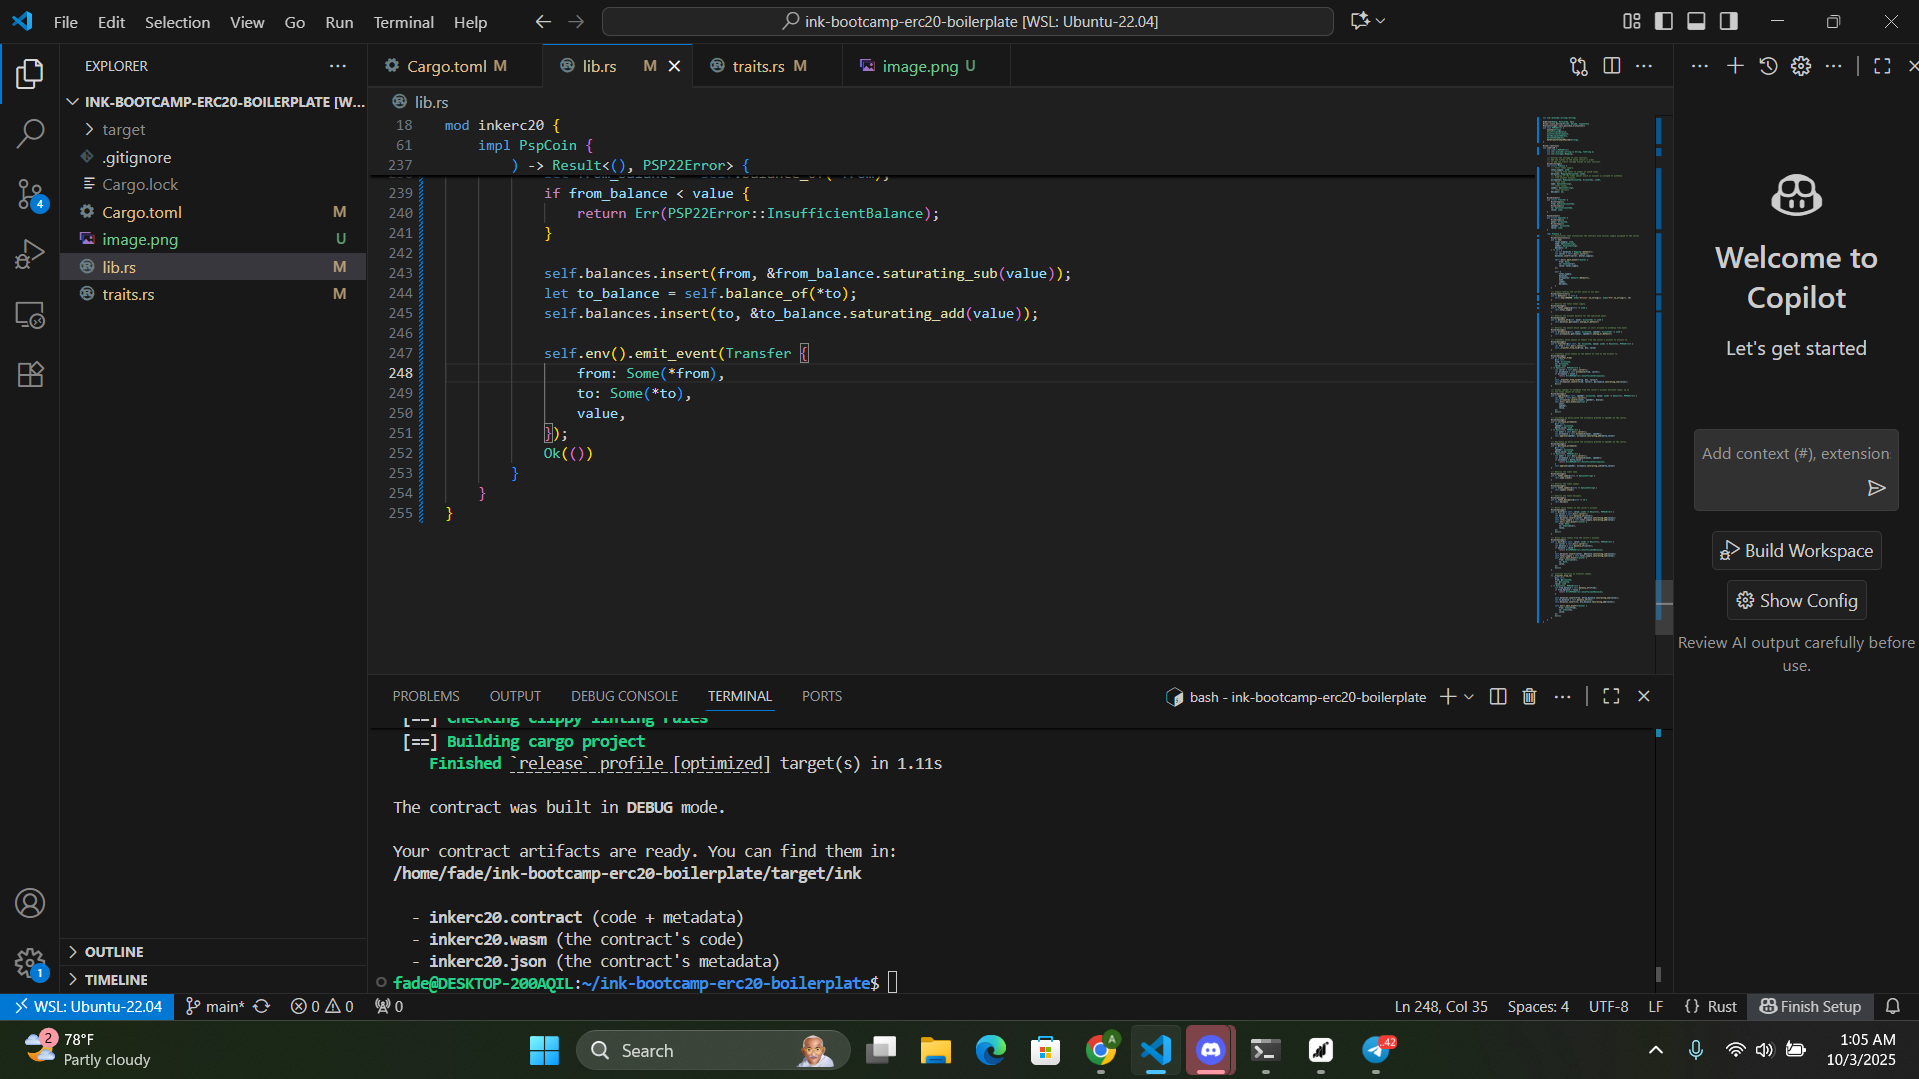 File Edit Selection View Go Run Terminal Help
ink-bootcamp-erc20-boilerplate [WSL: Ubuntu-22.04]
EXPLORER
INK-BOOTCAMP-ERC20-BOILERPLATE [W...
target
.gitignore
Cargo.lock
Cargo.toml M
image.png U
lib.rs M
traits.rs M
OUTLINE
TIMELINE
Cargo.toml M
lib.rs M
traits.rs M
image.png U
lib.rs
18 mod inkerc20 {
61 impl PspCoin {
237 ) -> Result<(), PSP22Error> {
239 if from_balance < value {
240 return Err(PSP22Error::InsufficientBalance);
241 }
242
243 self.balances.insert(from, &from_balance.saturating_sub(value));
244 let to_balance = self.balance_of(*to);
245 self.balances.insert(to, &to_balance.saturating_add(value));
246
247 self.env().emit_event(Transfer {
248 from: Some(*from),
249 to: Some(*to),
250 value,
251 });
252 Ok(())
253 }
254 }
255 }
PROBLEMS OUTPUT DEBUG CONSOLE TERMINAL PORTS
bash - ink-bootcamp-erc20-boilerplate
[==] Checking clippy linting rules
[==] Building cargo project
Finished `release` profile [optimized] target(s) in 1.11s
The contract was built in DEBUG mode.
Your contract artifacts are ready. You can find them in:
/home/fade/ink-bootcamp-erc20-boilerplate/target/ink
- inkerc20.contract (code + metadata)
- inkerc20.wasm (the contract's code)
- inkerc20.json (the contract's metadata)
fade@DESKTOP-200AQIL:~/ink-bootcamp-erc20-boilerplate$
Welcome to
Copilot
Let's get started
Add context (#), extension
Build Workspace
Show Config
Review AI output carefully before
use.
4
1
WSL: Ubuntu-22.04 main* 0 0 0
Ln 248, Col 35 Spaces: 4 UTF-8 LF {} Rust Finish Setup
2
78°F
Partly cloudy
Search
A
42
1:05 AM
10/3/2025